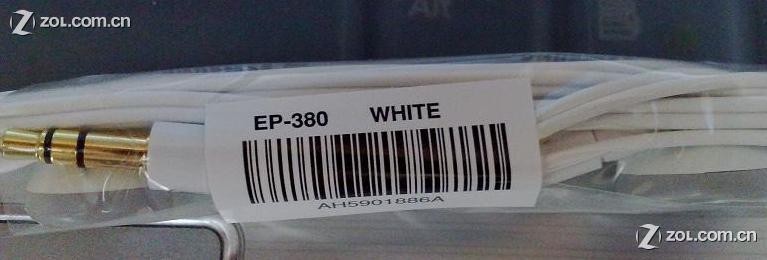 ZOL.COM.CN
EP-380 WHITE
AH5901886A
ZOL.COM.CN